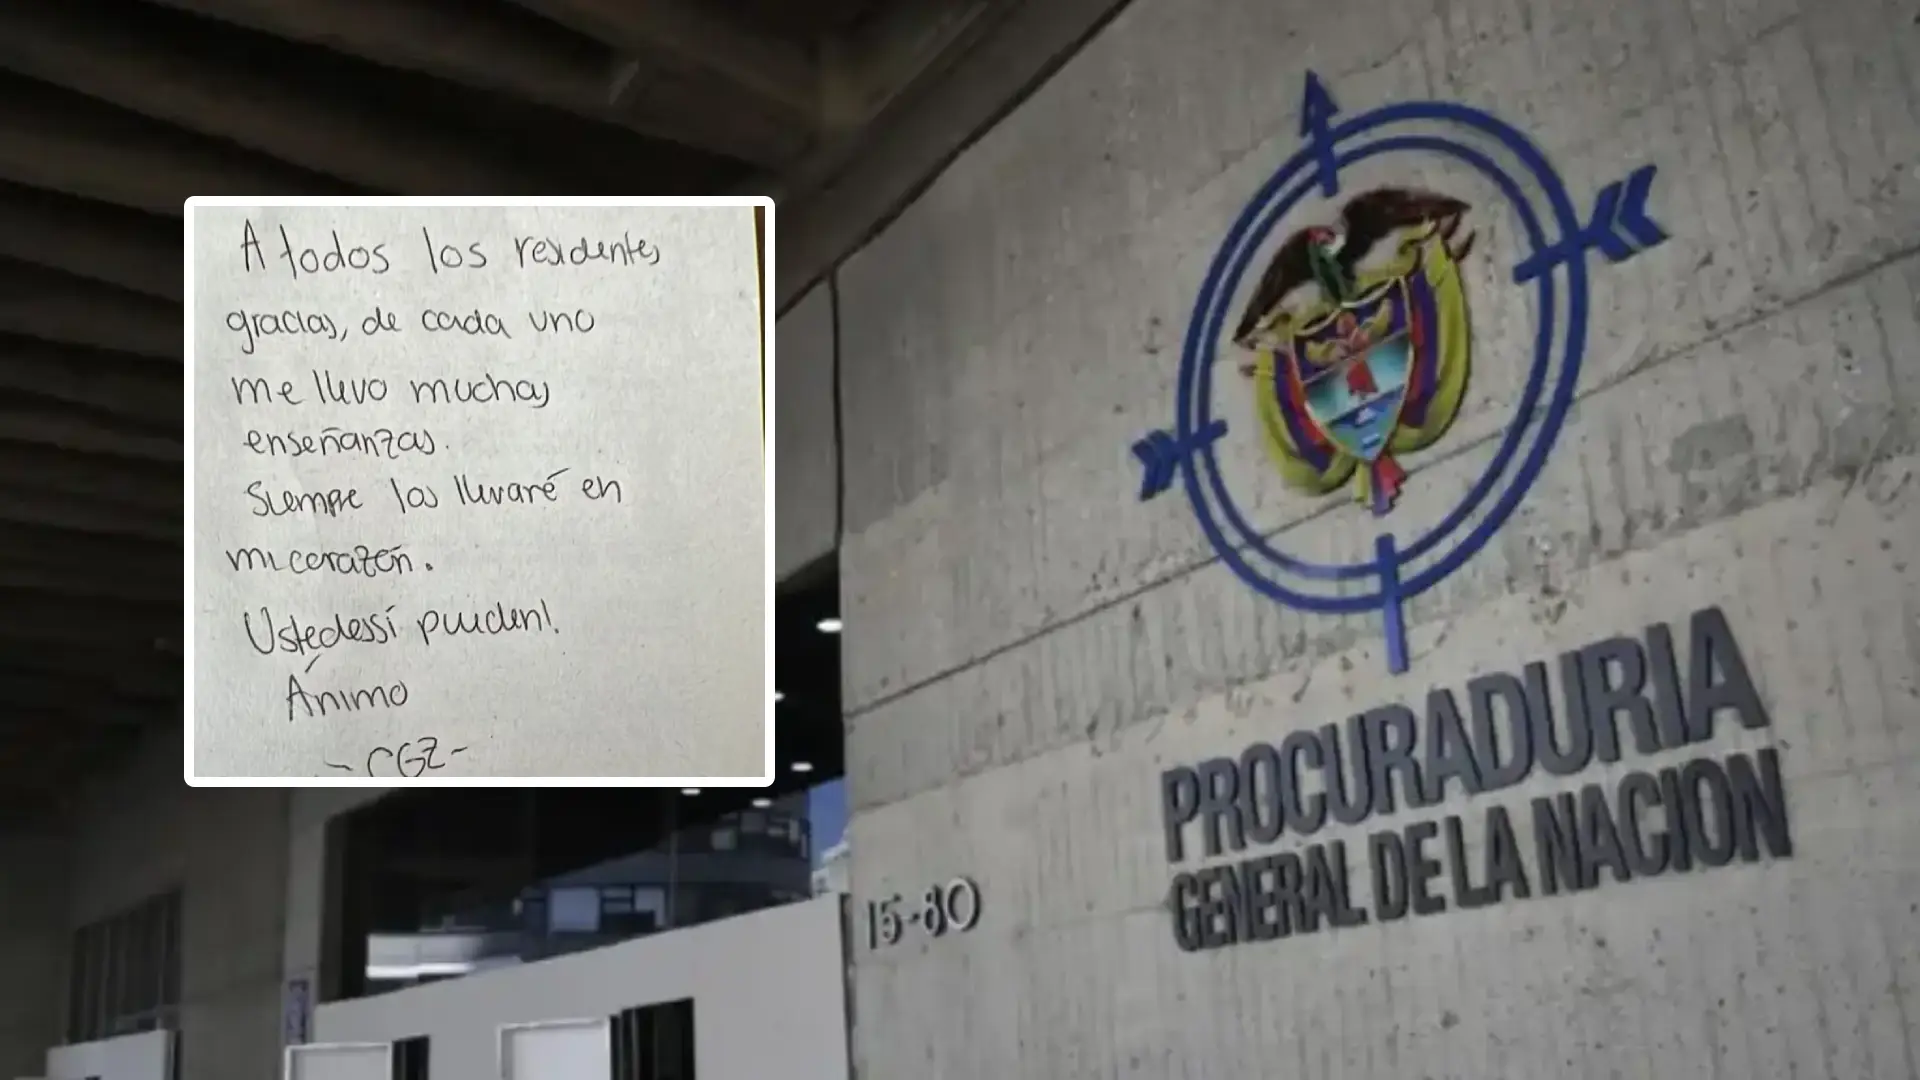 A todos los residentes
gracias, de cada uno
me llevo muchas
enseñanzas.
Siempre los llevaré en
mi corazón.
Ustedes sí pueden!.
Ánimo
- CGZ -
15-80
PROCURADURIA
GENERAL DE LA NACION